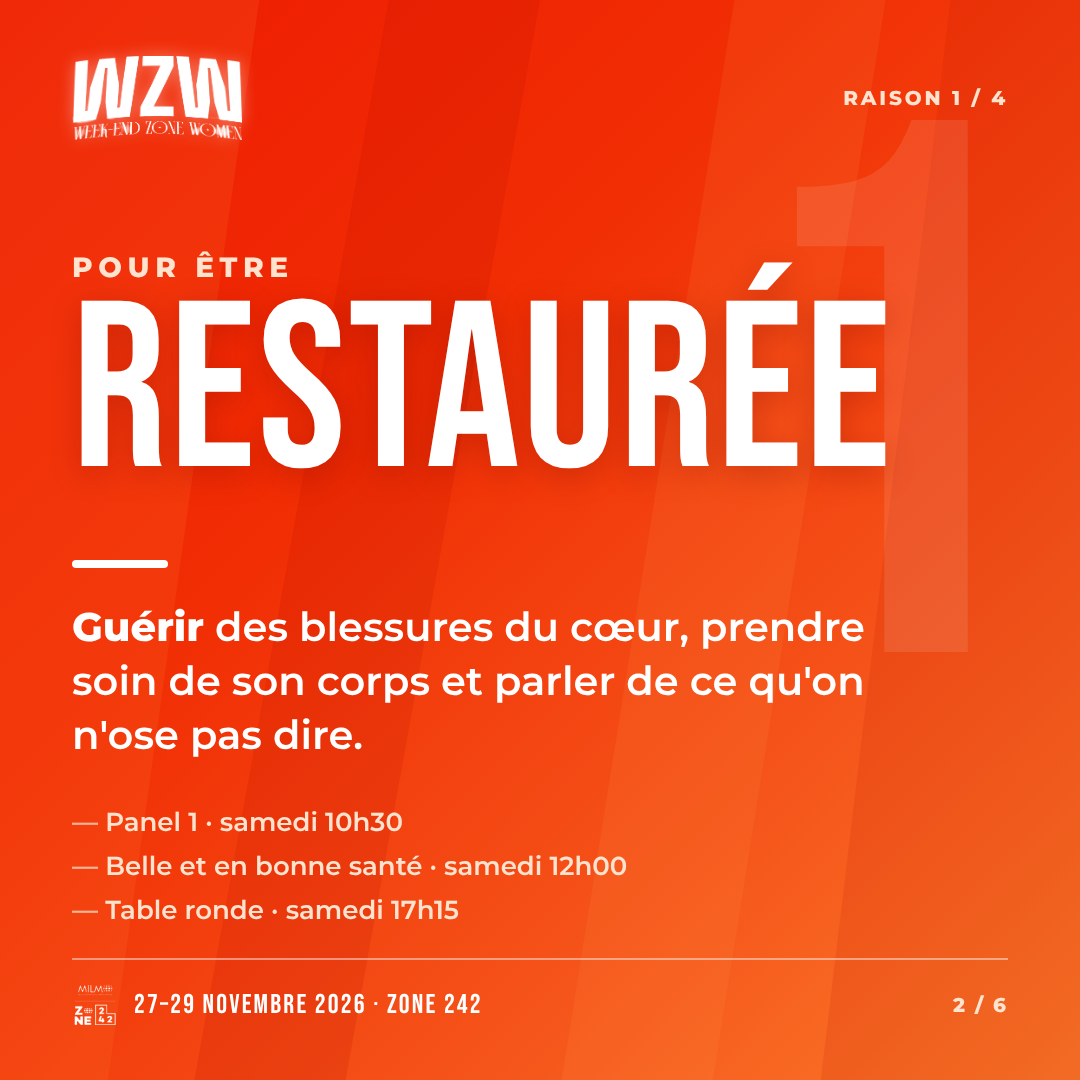 WZW
WEEK-END ZONE WOMEN
RAISON 1 / 4
1
POUR ÊTRE
RESTAURÉE
Guérir des blessures du cœur, prendre
soin de son corps et parler de ce qu'on
n'ose pas dire.
— Panel 1 · samedi 10h30
— Belle et en bonne santé · samedi 12h00
— Table ronde · samedi 17h15
MILMO
ZONE 242
27–29 NOVEMBRE 2026 · ZONE 242
2 / 6